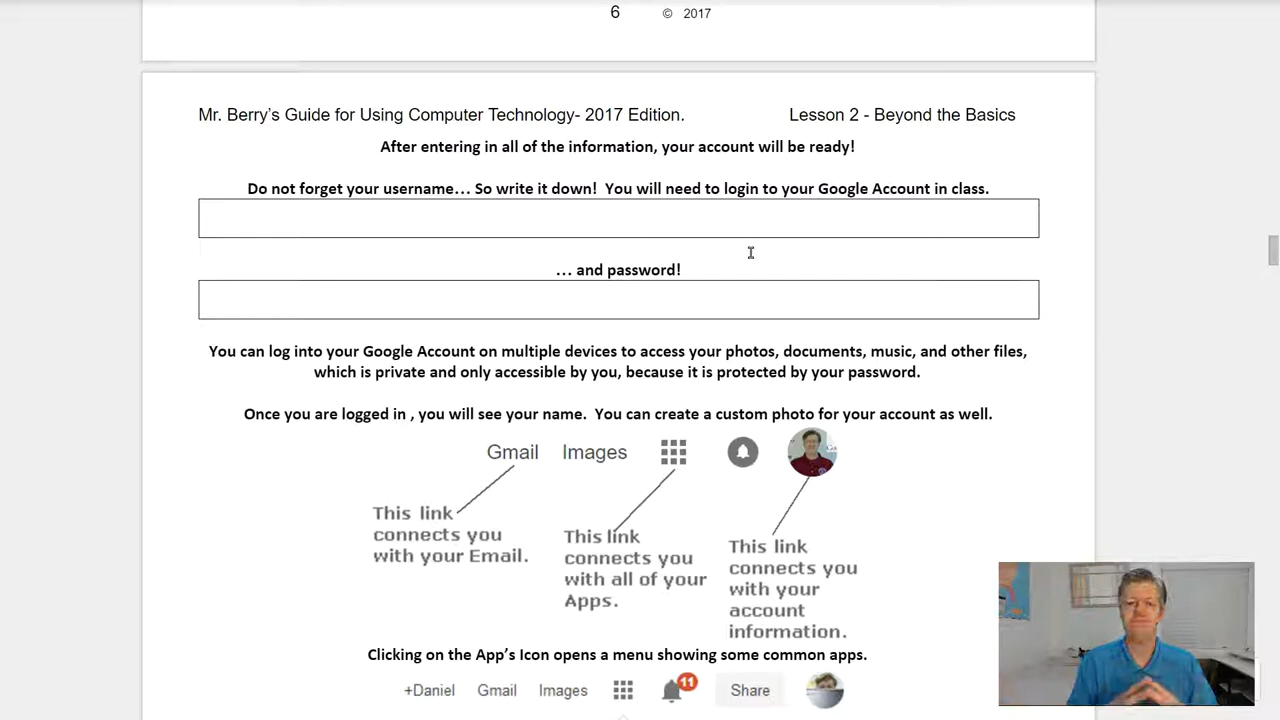 6 © 2017
Mr. Berry’s Guide for Using Computer Technology- 2017 Edition. Lesson 2 - Beyond the Basics
After entering in all of the information, your account will be ready!
Do not forget your username... So write it down! You will need to login to your Google Account in class.
... and password!
You can log into your Google Account on multiple devices to access your photos, documents, music, and other files,
which is private and only accessible by you, because it is protected by your password.
Once you are logged in , you will see your name. You can create a custom photo for your account as well.
Gmail Images
This link
connects you
with your Email.
This link
connects you
with all of your
Apps.
This link
connects you
with your
account
information.
Clicking on the App’s Icon opens a menu showing some common apps.
+Daniel Gmail Images 11 Share